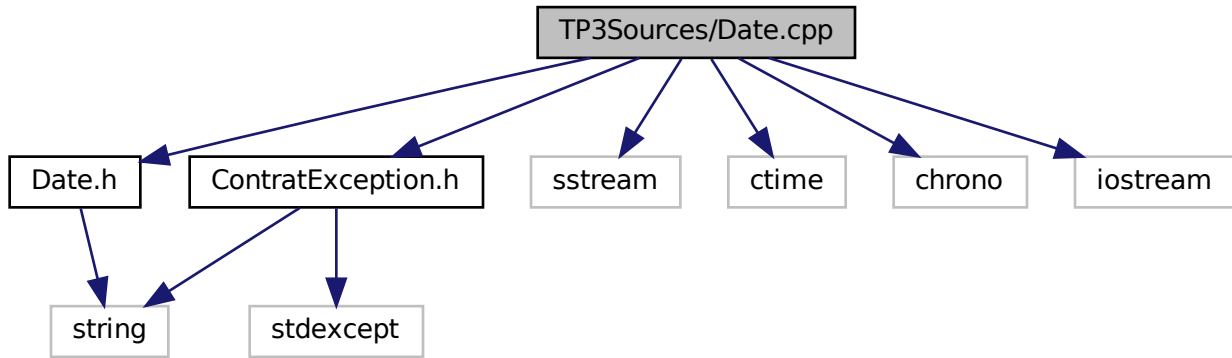 TP3Sources/Date.cpp
Date.h
ContratException.h
sstream
ctime
chrono
iostream
string
stdexcept